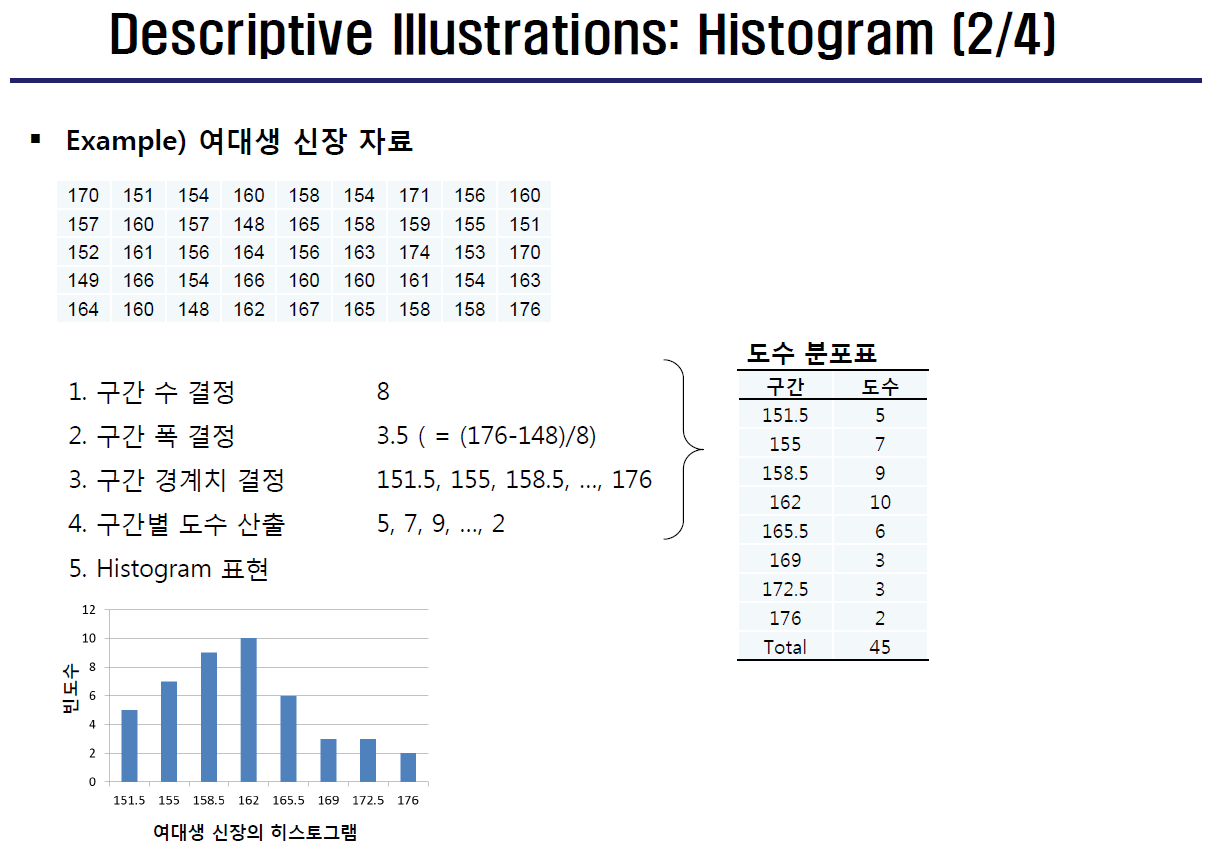 Descriptive Illustrations: Histogram (2/4)
▪ Example) 여대생 신장 자료
170 151 154 160 158 154 171 156 160
157 160 157 148 165 158 159 155 151
152 161 156 164 156 163 174 153 170
149 166 154 166 160 160 161 154 163
164 160 148 162 167 165 158 158 176
1. 구간 수 결정 8
2. 구간 폭 결정 3.5 ( = (176-148)/8)
3. 구간 경계치 결정 151.5, 155, 158.5, …, 176
4. 구간별 도수 산출 5, 7, 9, …, 2
5. Histogram 표현
도수 분포표
구간 도수
151.5 5
155 7
158.5 9
162 10
165.5 6
169 3
172.5 3
176 2
Total 45
빈도수
12
10
8
6
4
2
0
151.5 155 158.5 162 165.5 169 172.5 176
여대생 신장의 히스토그램